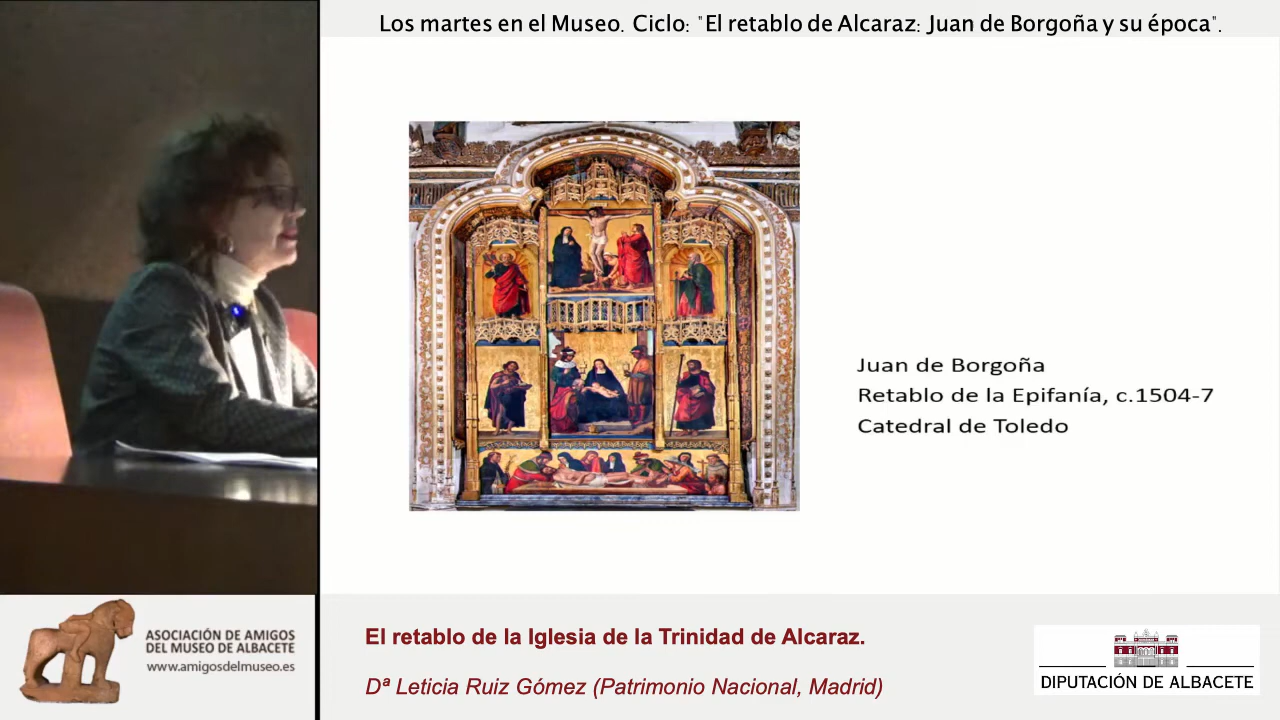 Los martes en el Museo. Ciclo: "El retablo de Alcaraz: Juan de Borgoña y su época".
Juan de Borgoña
Retablo de la Epifanía, c.1504-7
Catedral de Toledo
ASOCIACIÓN DE AMIGOS
DEL MUSEO DE ALBACETE
www.amigosdelmuseo.es
El retablo de la Iglesia de la Trinidad de Alcaraz.
Dª Leticia Ruiz Gómez (Patrimonio Nacional, Madrid)
DIPUTACIÓN DE ALBACETE